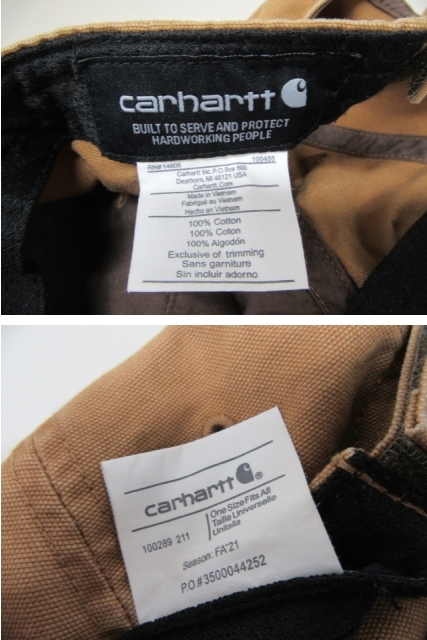 carhartt
BUILT TO SERVE AND PROTECT
HARDWORKING PEOPLE
RN# 14806 100455
Carhartt Inc. P.O. Box 600
Dearborn, MI 48121 USA
Carhartt.Com
Made in Vietnam
Fabriqué au Vietnam
Hecho en Vietnam
100% Cotton
100% Coton
100% Algodón
Exclusive of trimming
Sans garniture
Sin incluir adorno
carhartt®
100289 211
One Size Fits All
Taille Universelle
Unitalla
Season: FA'21
P.O.#3500044252